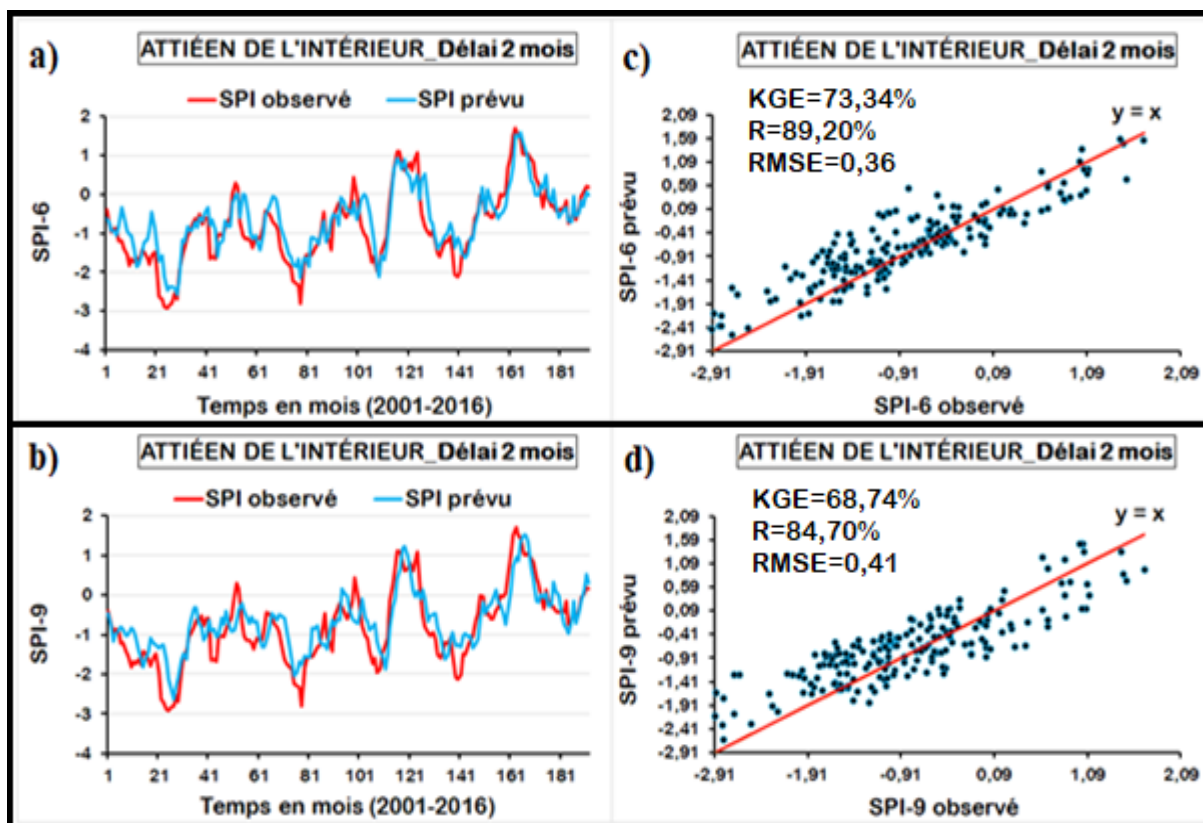 a)
ATTIÉEN DE L'INTÉRIEUR_Délai 2 mois
SPI observé SPI prévu
SPI-6
2
1
0
-1
-2
-3
-4
1 21 41 61 81 101 121 141 161 181
Temps en mois (2001-2016)
c)
ATTIÉEN DE L'INTÉRIEUR_Délai 2 mois
KGE=73,34%
R=89,20%
RMSE=0,36
y = x
SPI-6 prévu
2,09
1,59
1,09
0,59
0,09
-0,41
-0,91
-1,41
-1,91
-2,41
-2,91
-2,91 -1,91 -0,91 0,09 1,09 2,09
SPI-6 observé
b)
ATTIÉEN DE L'INTÉRIEUR_Délai 2 mois
SPI observé SPI prévu
SPI-9
2
1
0
-1
-2
-3
-4
1 21 41 61 81 101 121 141 161 181
Temps en mois (2001-2016)
d)
ATTIÉEN DE L'INTÉRIEUR_Délai 2 mois
KGE=68,74%
R=84,70%
RMSE=0,41
y = x
SPI-9 prévu
2,09
1,59
1,09
0,59
0,09
-0,41
-0,91
-1,41
-1,91
-2,41
-2,91
-2,91 -1,91 -0,91 0,09 1,09 2,09
SPI-9 observé